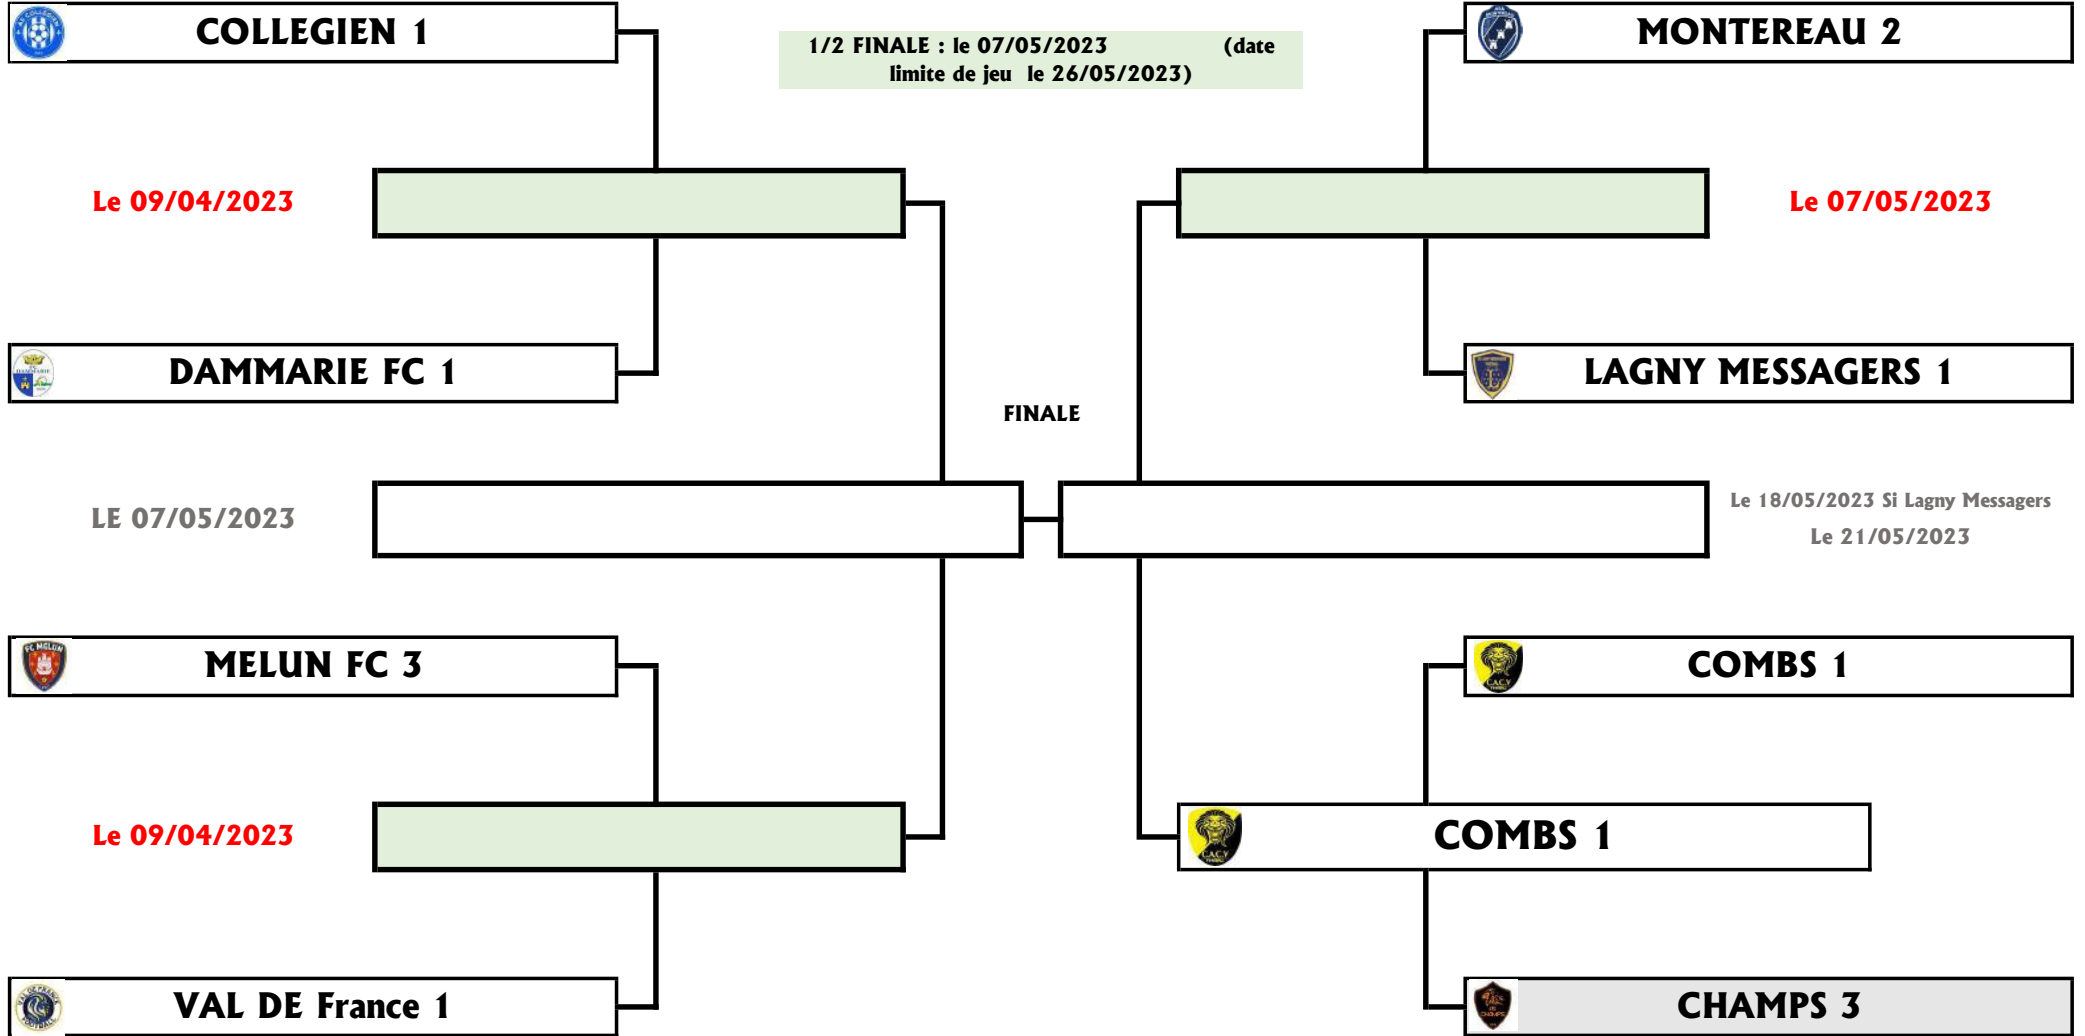 COLLEGIEN 1
1/2 FINALE : le 07/05/2023 (date
limite de jeu le 26/05/2023)
MONTEREAU 2
Le 09/04/2023
Le 07/05/2023
DAMMARIE FC 1
LAGNY MESSAGERS 1
FINALE
LE 07/05/2023
Le 18/05/2023 Si Lagny Messagers
Le 21/05/2023
FC MELUN
MELUN FC 3
COMBS 1
Le 09/04/2023
COMBS 1
VAL DE France 1
CHAMPS 3